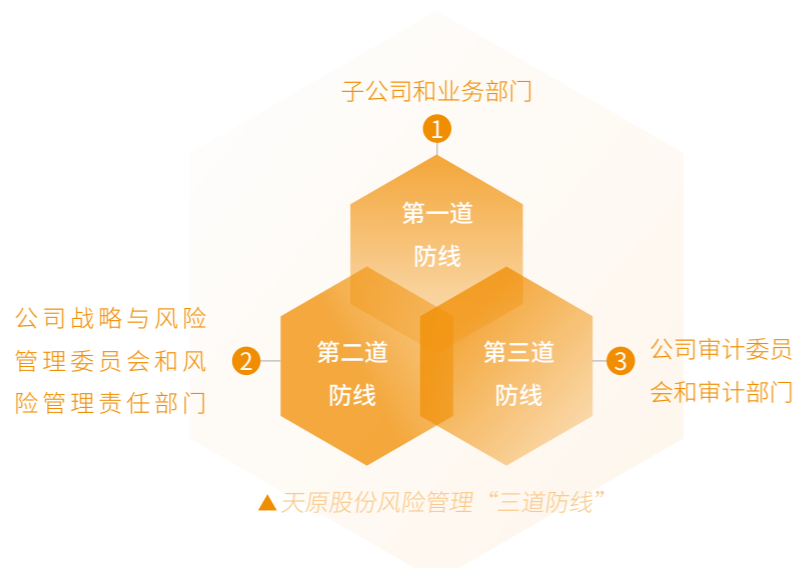 子公司和业务部门
1
第一道
防线
公司战略与风险
管理委员会和风
险管理责任部门
2
第二道
防线
第三道
防线
3
公司审计委员
会和审计部门
▲天原股份风险管理“三道防线”